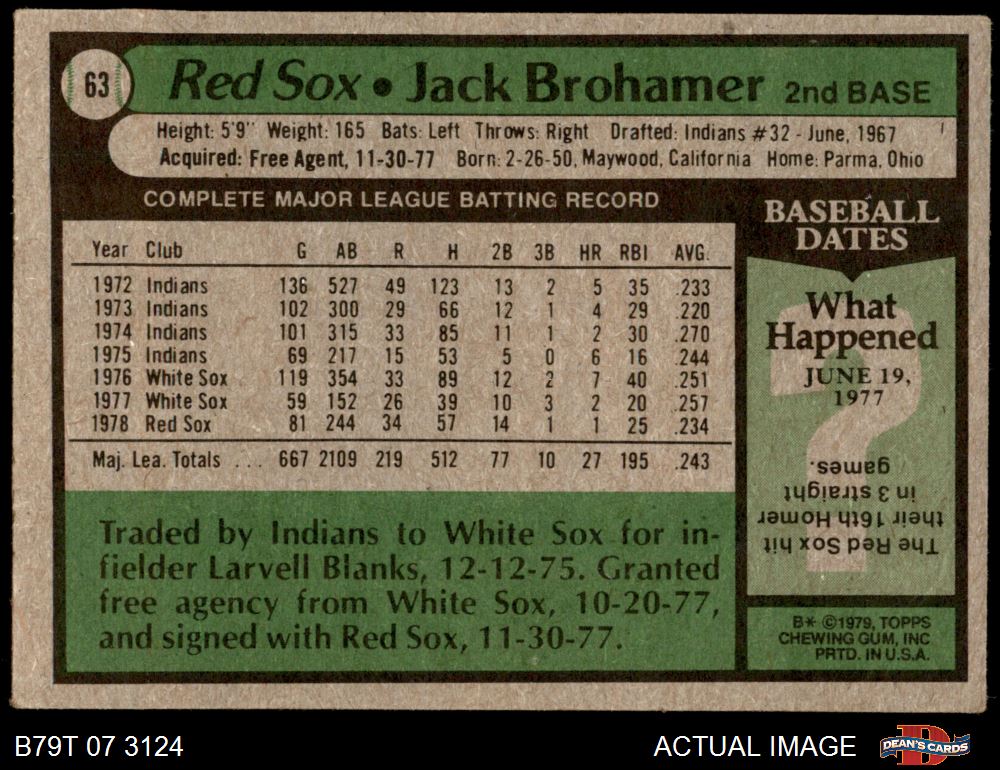 63
Red Sox • Jack Brohamer 2nd BASE
Height: 5'9" Weight: 165 Bats: Left Throws: Right Drafted: Indians #32 - June, 1967
Acquired: Free Agent, 11-30-77 Born: 2-26-50, Maywood, California Home: Parma, Ohio
COMPLETE MAJOR LEAGUE BATTING RECORD
Year Club G AB R H 2B 3B HR RBI AVG.
1972 Indians 136 527 49 123 13 2 5 35 .233
1973 Indians 102 300 29 66 12 1 4 29 .220
1974 Indians 101 315 33 85 11 1 2 30 .270
1975 Indians 69 217 15 53 5 0 6 16 .244
1976 White Sox 119 354 33 89 12 2 7 40 .251
1977 White Sox 59 152 26 39 10 3 2 20 .257
1978 Red Sox 81 244 34 57 14 1 1 25 .234
Maj. Lea. Totals ... 667 2109 219 512 77 10 27 195 .243
Traded by Indians to White Sox for in-
fielder Larvell Blanks, 12-12-75. Granted
free agency from White Sox, 10-20-77,
and signed with Red Sox, 11-30-77.
BASEBALL
DATES
What
Happened
JUNE 19,
1977
The Red Sox hit
their 16th Homer
in 3 straight
games.
B* ©1979, TOPPS
CHEWING GUM, INC
PRTD. IN U.S.A.
B79T 07 3124
ACTUAL IMAGE
D
DEAN'S CARDS